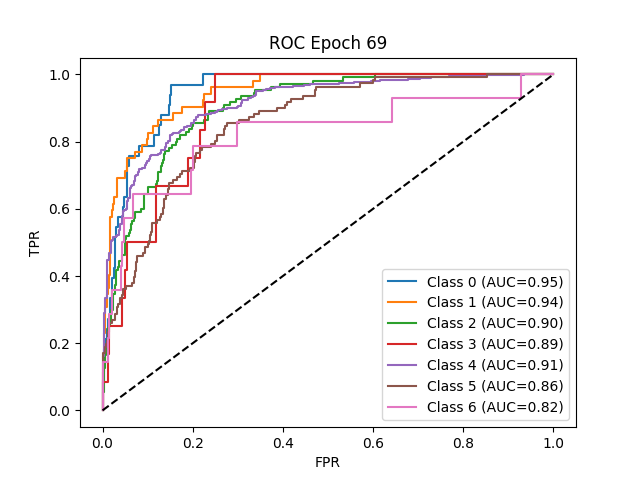 ROC Epoch 69
TPR
1.0
0.8
0.6
0.4
0.2
0.0
Class 0 (AUC=0.95)
Class 1 (AUC=0.94)
Class 2 (AUC=0.90)
Class 3 (AUC=0.89)
Class 4 (AUC=0.91)
Class 5 (AUC=0.86)
Class 6 (AUC=0.82)
0.0 0.2 0.4 0.6 0.8 1.0
FPR